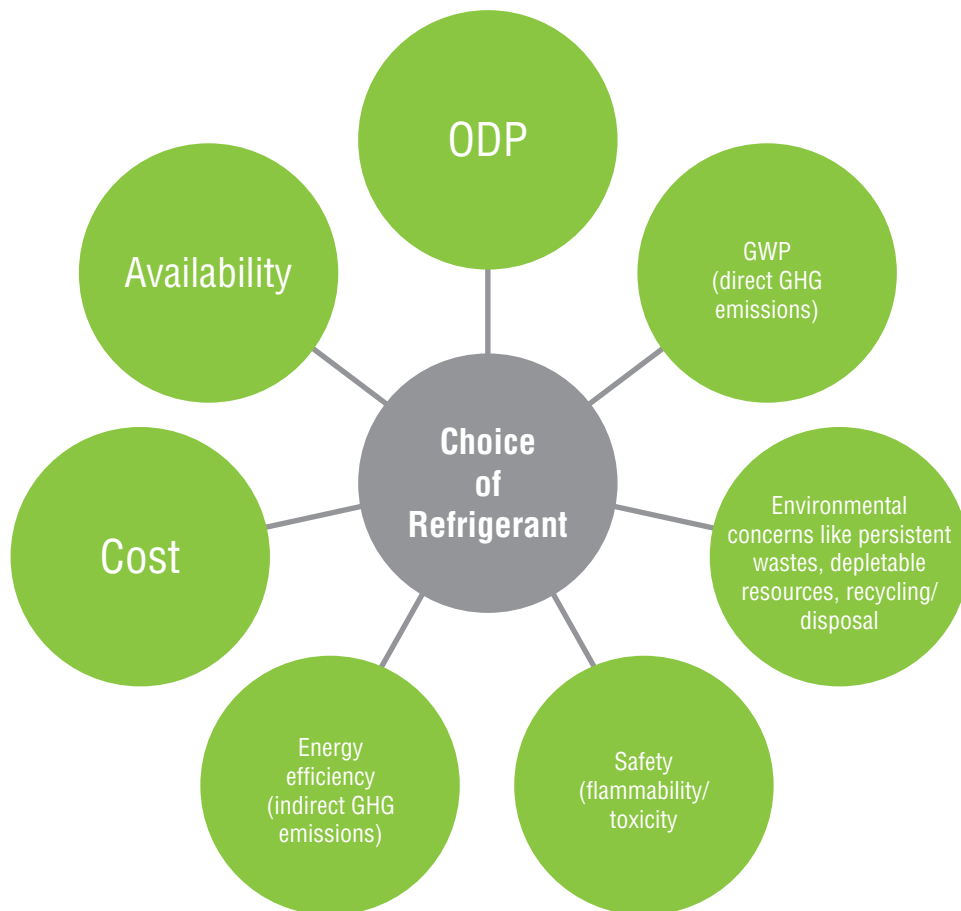 ODP
GWP
(direct GHG
emissions)
Environmental
concerns like persistent
wastes, depletable
resources, recycling/
disposal
Safety
(flammability/
toxicity
Energy
efficiency
(indirect GHG
emissions)
Cost
Availability
Choice
of
Refrigerant